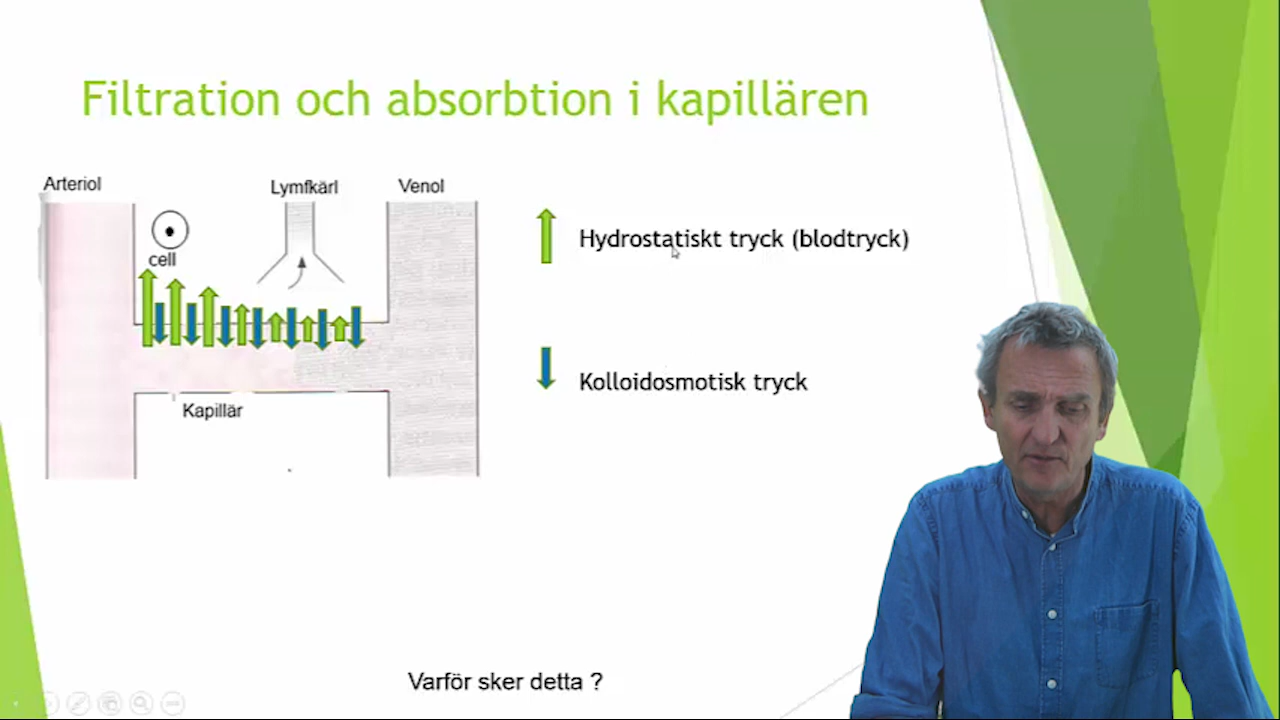 Filtration och absorbtion i kapillären
Arteriol
Lymfkärl
Venol
cell
Kapillär
Hydrostatiskt tryck (blodtryck)
Kolloidosmotisk tryck
Varför sker detta ?